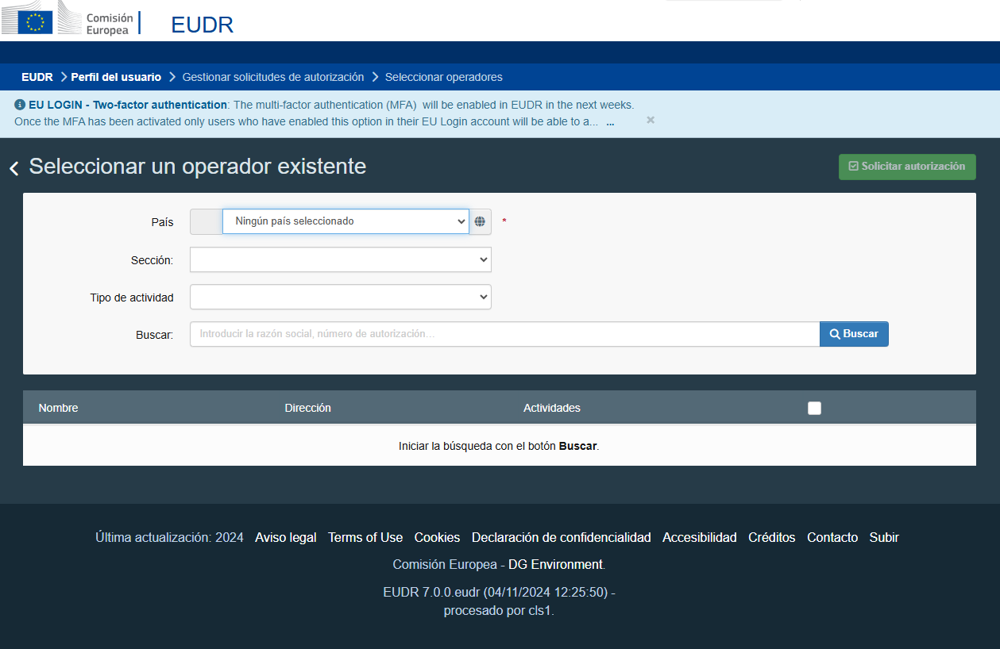 Comisión
Europea
EUDR
EUDR Perfil del usuario Gestionar solicitudes de autorización Seleccionar operadores
EU LOGIN - Two-factor authentication: The multi-factor authentication (MFA) will be enabled in EUDR in the next weeks.
Once the MFA has been activated only users who have enabled this option in their EU Login account will be able to a... ...
Seleccionar un operador existente
Solicitar autorización
País Ningún país seleccionado *
Sección:
Tipo de actividad
Buscar: Introducir la razón social, número de autorización... Buscar
Nombre Dirección Actividades
Iniciar la búsqueda con el botón Buscar.
Última actualización: 2024 Aviso legal Terms of Use Cookies Declaración de confidencialidad Accesibilidad Créditos Contacto Subir
Comisión Europea - DG Environment.
EUDR 7.0.0.eudr (04/11/2024 12:25:50) -
procesado por cls1.